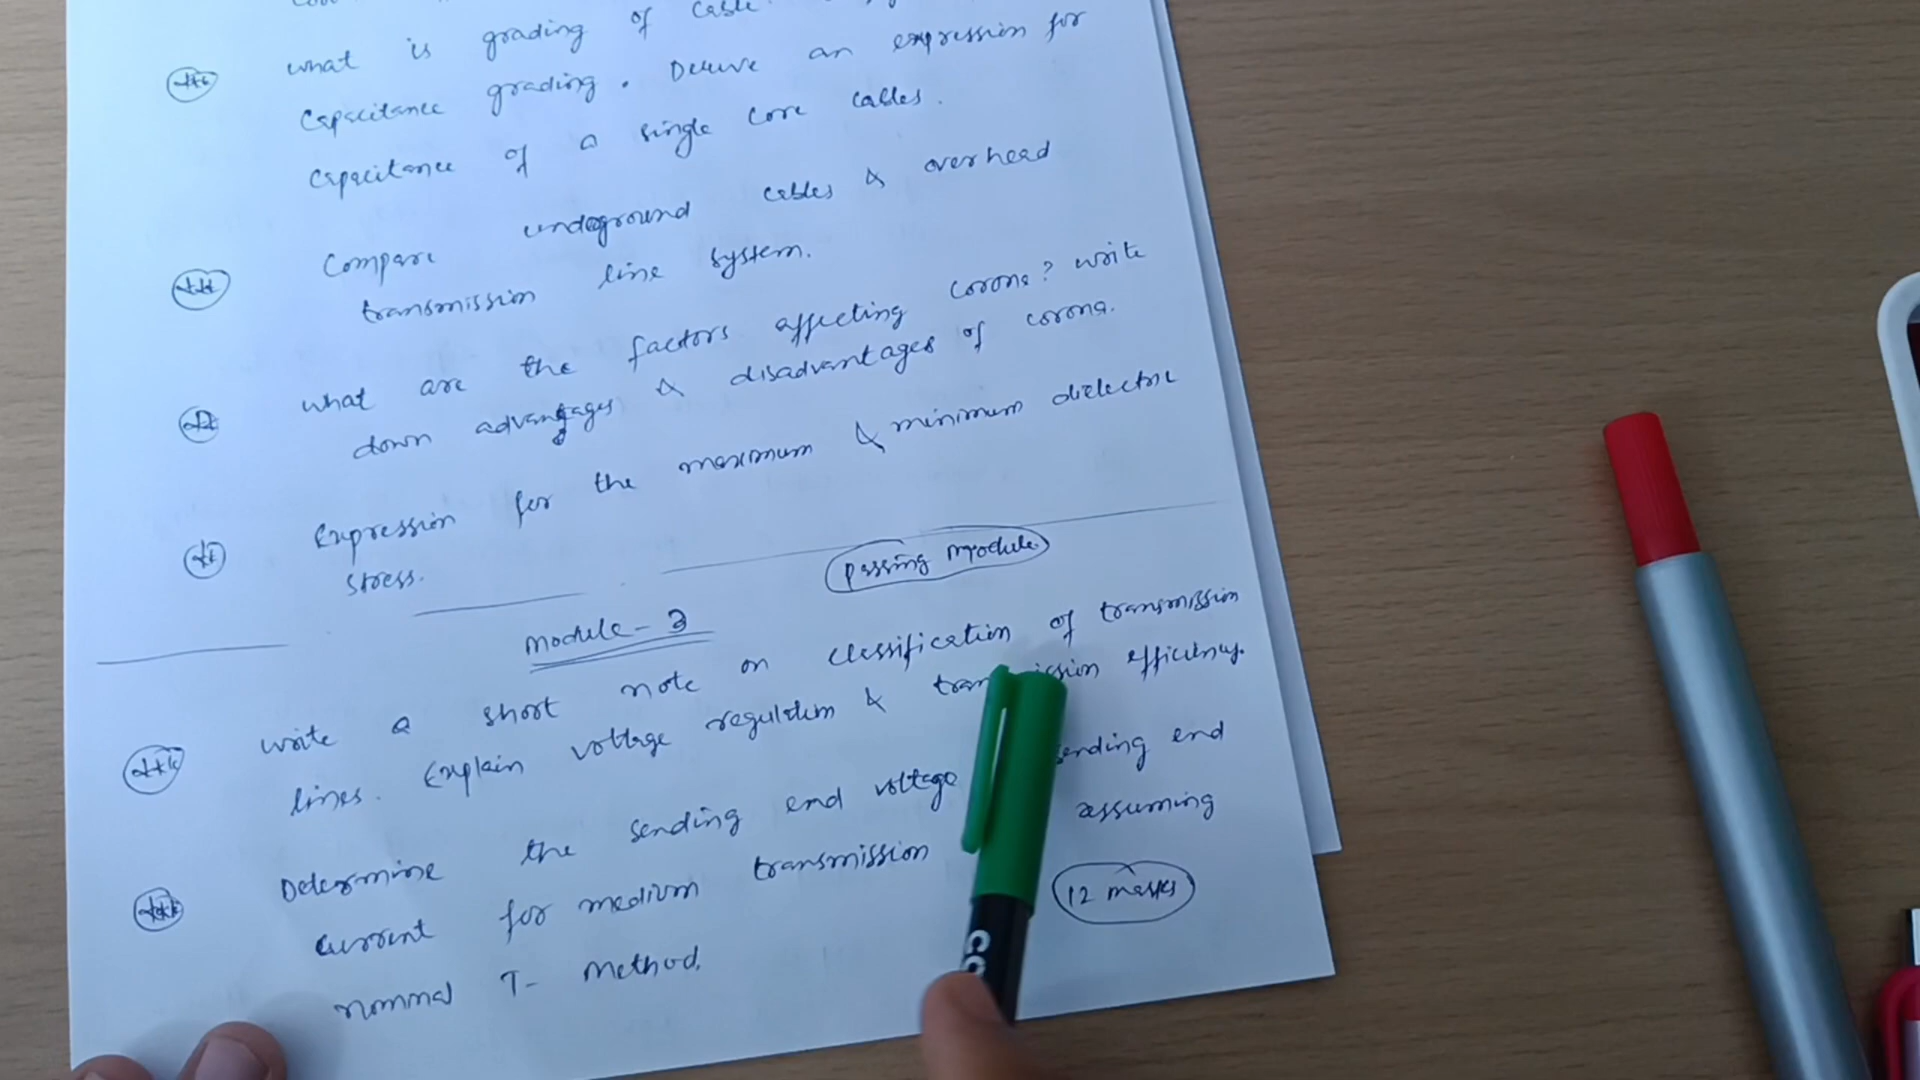 what is grading of cable
capacitance grading. Derive an expression for
capacitance of a single core cables.
compare underground cables & overhead
transmission line system.
what are the factors affecting corona? write
down advantages & disadvantages of corona.
Expression for the maximum & minimum dielectric
stress.
passing module
Module-3
write a short note on classification of transmission
lines. Explain voltage regulation & efficiency.
Determine the sending end voltage sending end
current for medium transmission assuming
nominal T- Method.
12 marks
CO